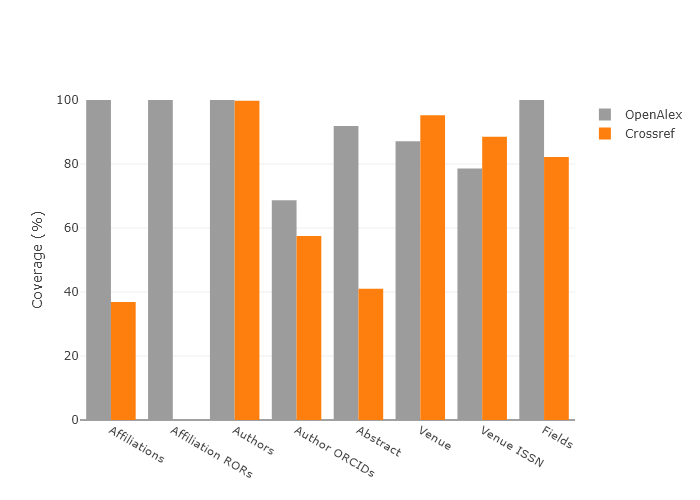 100
80
60
40
20
0
Coverage (%)
Affiliations
Affiliation RORs
Authors
Author ORCIDs
Abstract
Venue
Venue ISSN
Fields
OpenAlex
Crossref